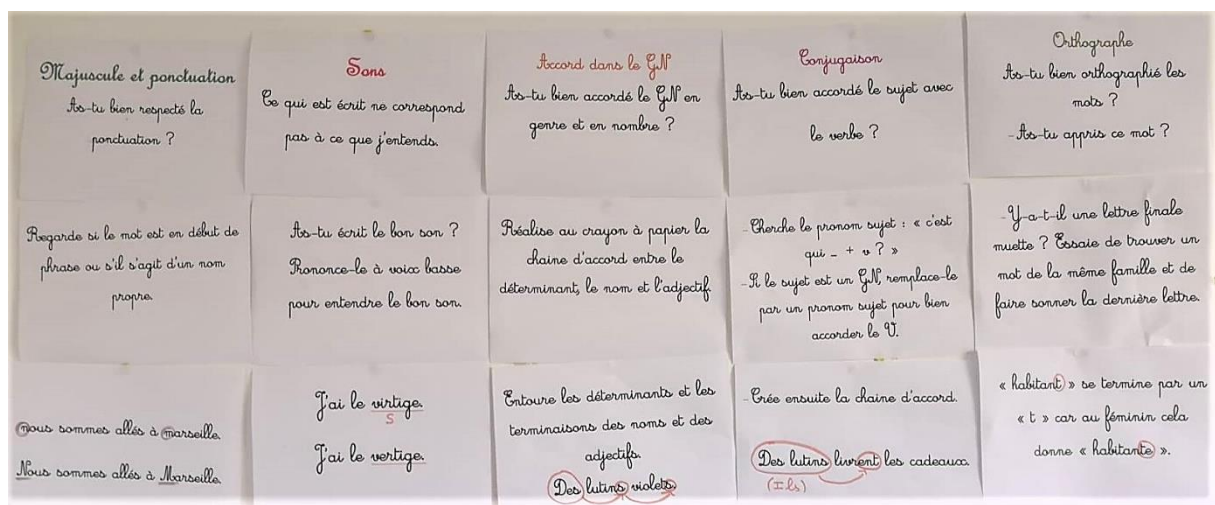 Majuscule et ponctuation
As-tu bien respecté la
ponctuation ?
Sons
Ce qui est écrit ne correspond
pas à ce que j'entends.
Accord dans le GN
As-tu bien accordé le GN en
genre et en nombre ?
Conjugaison
As-tu bien accordé le sujet avec
le verbe ?
Orthographe
As-tu bien orthographié les
mots ?
- As-tu appris ce mot ?
Regarde si le mot est en début de
phrase ou s'il s'agit d'un nom
propre.
As-tu écrit le bon son ?
Prononce-le à voix basse
pour entendre le bon son.
Réalise au crayon à papier la
chaine d'accord entre le
déterminant, le nom et l'adjectif.
- Cherche le pronom sujet : « c'est
qui _ + v ? »
- Si le sujet est un GN, remplace-le
par un pronom sujet pour bien
accorder le V.
- Y-a-t-il une lettre finale
muette ? Essaie de trouver un
mot de la même famille et de
faire sonner la dernière lettre.
nous sommes allés à marseille.
Nous sommes allés à Marseille.
J'ai le virtige.
S
J'ai le vertige.
Entoure les déterminants et les
terminaisons des noms et des
adjectifs.
Des lutins violets.
- Crée ensuite la chaine d'accord.
Des lutins livrent les cadeaux.
(Ils)
« habitant » se termine par un
« t » car au féminin cela
donne « habitante ».